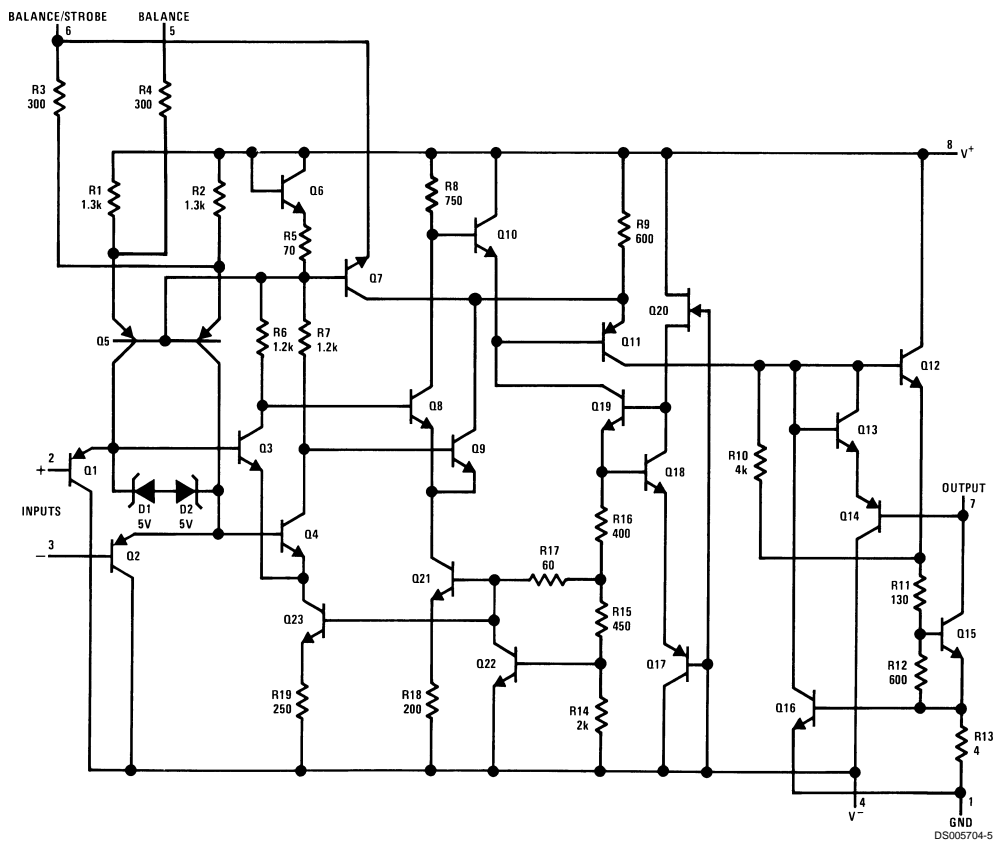 BALANCE/STROBE
6
BALANCE
5
R3
300
R4
300
8
V+
R1
1.3k
R2
1.3k
Q6
R5
70
R8
750
Q10
R9
600
Q7
Q20
Q5
R6
1.2k
R7
1.2k
Q11
Q12
Q8
Q19
Q13
Q3
Q9
R10
4k
2
+
Q1
Q18
OUTPUT
7
INPUTS
D1
5V
D2
5V
Q14
R16
400
3
−
Q2
Q4
R17
60
Q21
R11
130
Q23
R15
450
Q15
Q22
Q17
R12
600
R19
250
R18
200
R14
2k
Q16
R13
4
4
V−
1
GND
DS005704-5